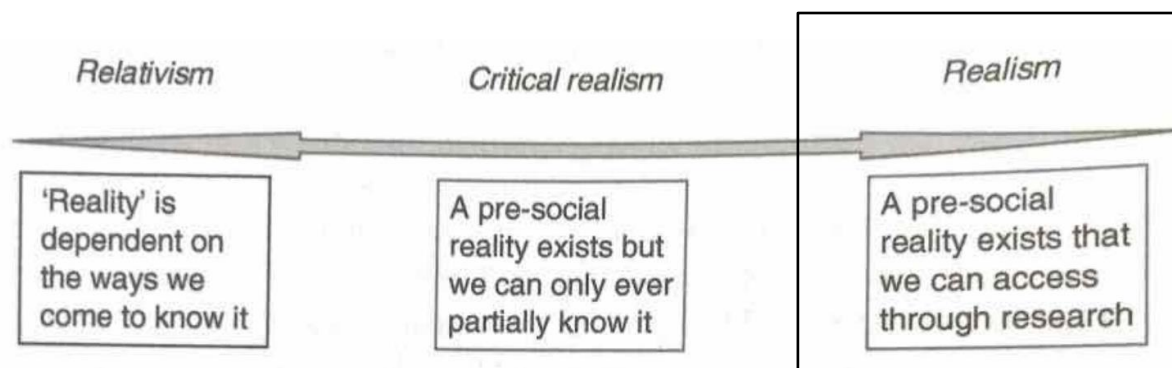 Relativism
Critical realism
Realism
'Reality' is
dependent on
the ways we
come to know it
A pre-social
reality exists but
we can only ever
partially know it
A pre-social
reality exists that
we can access
through research